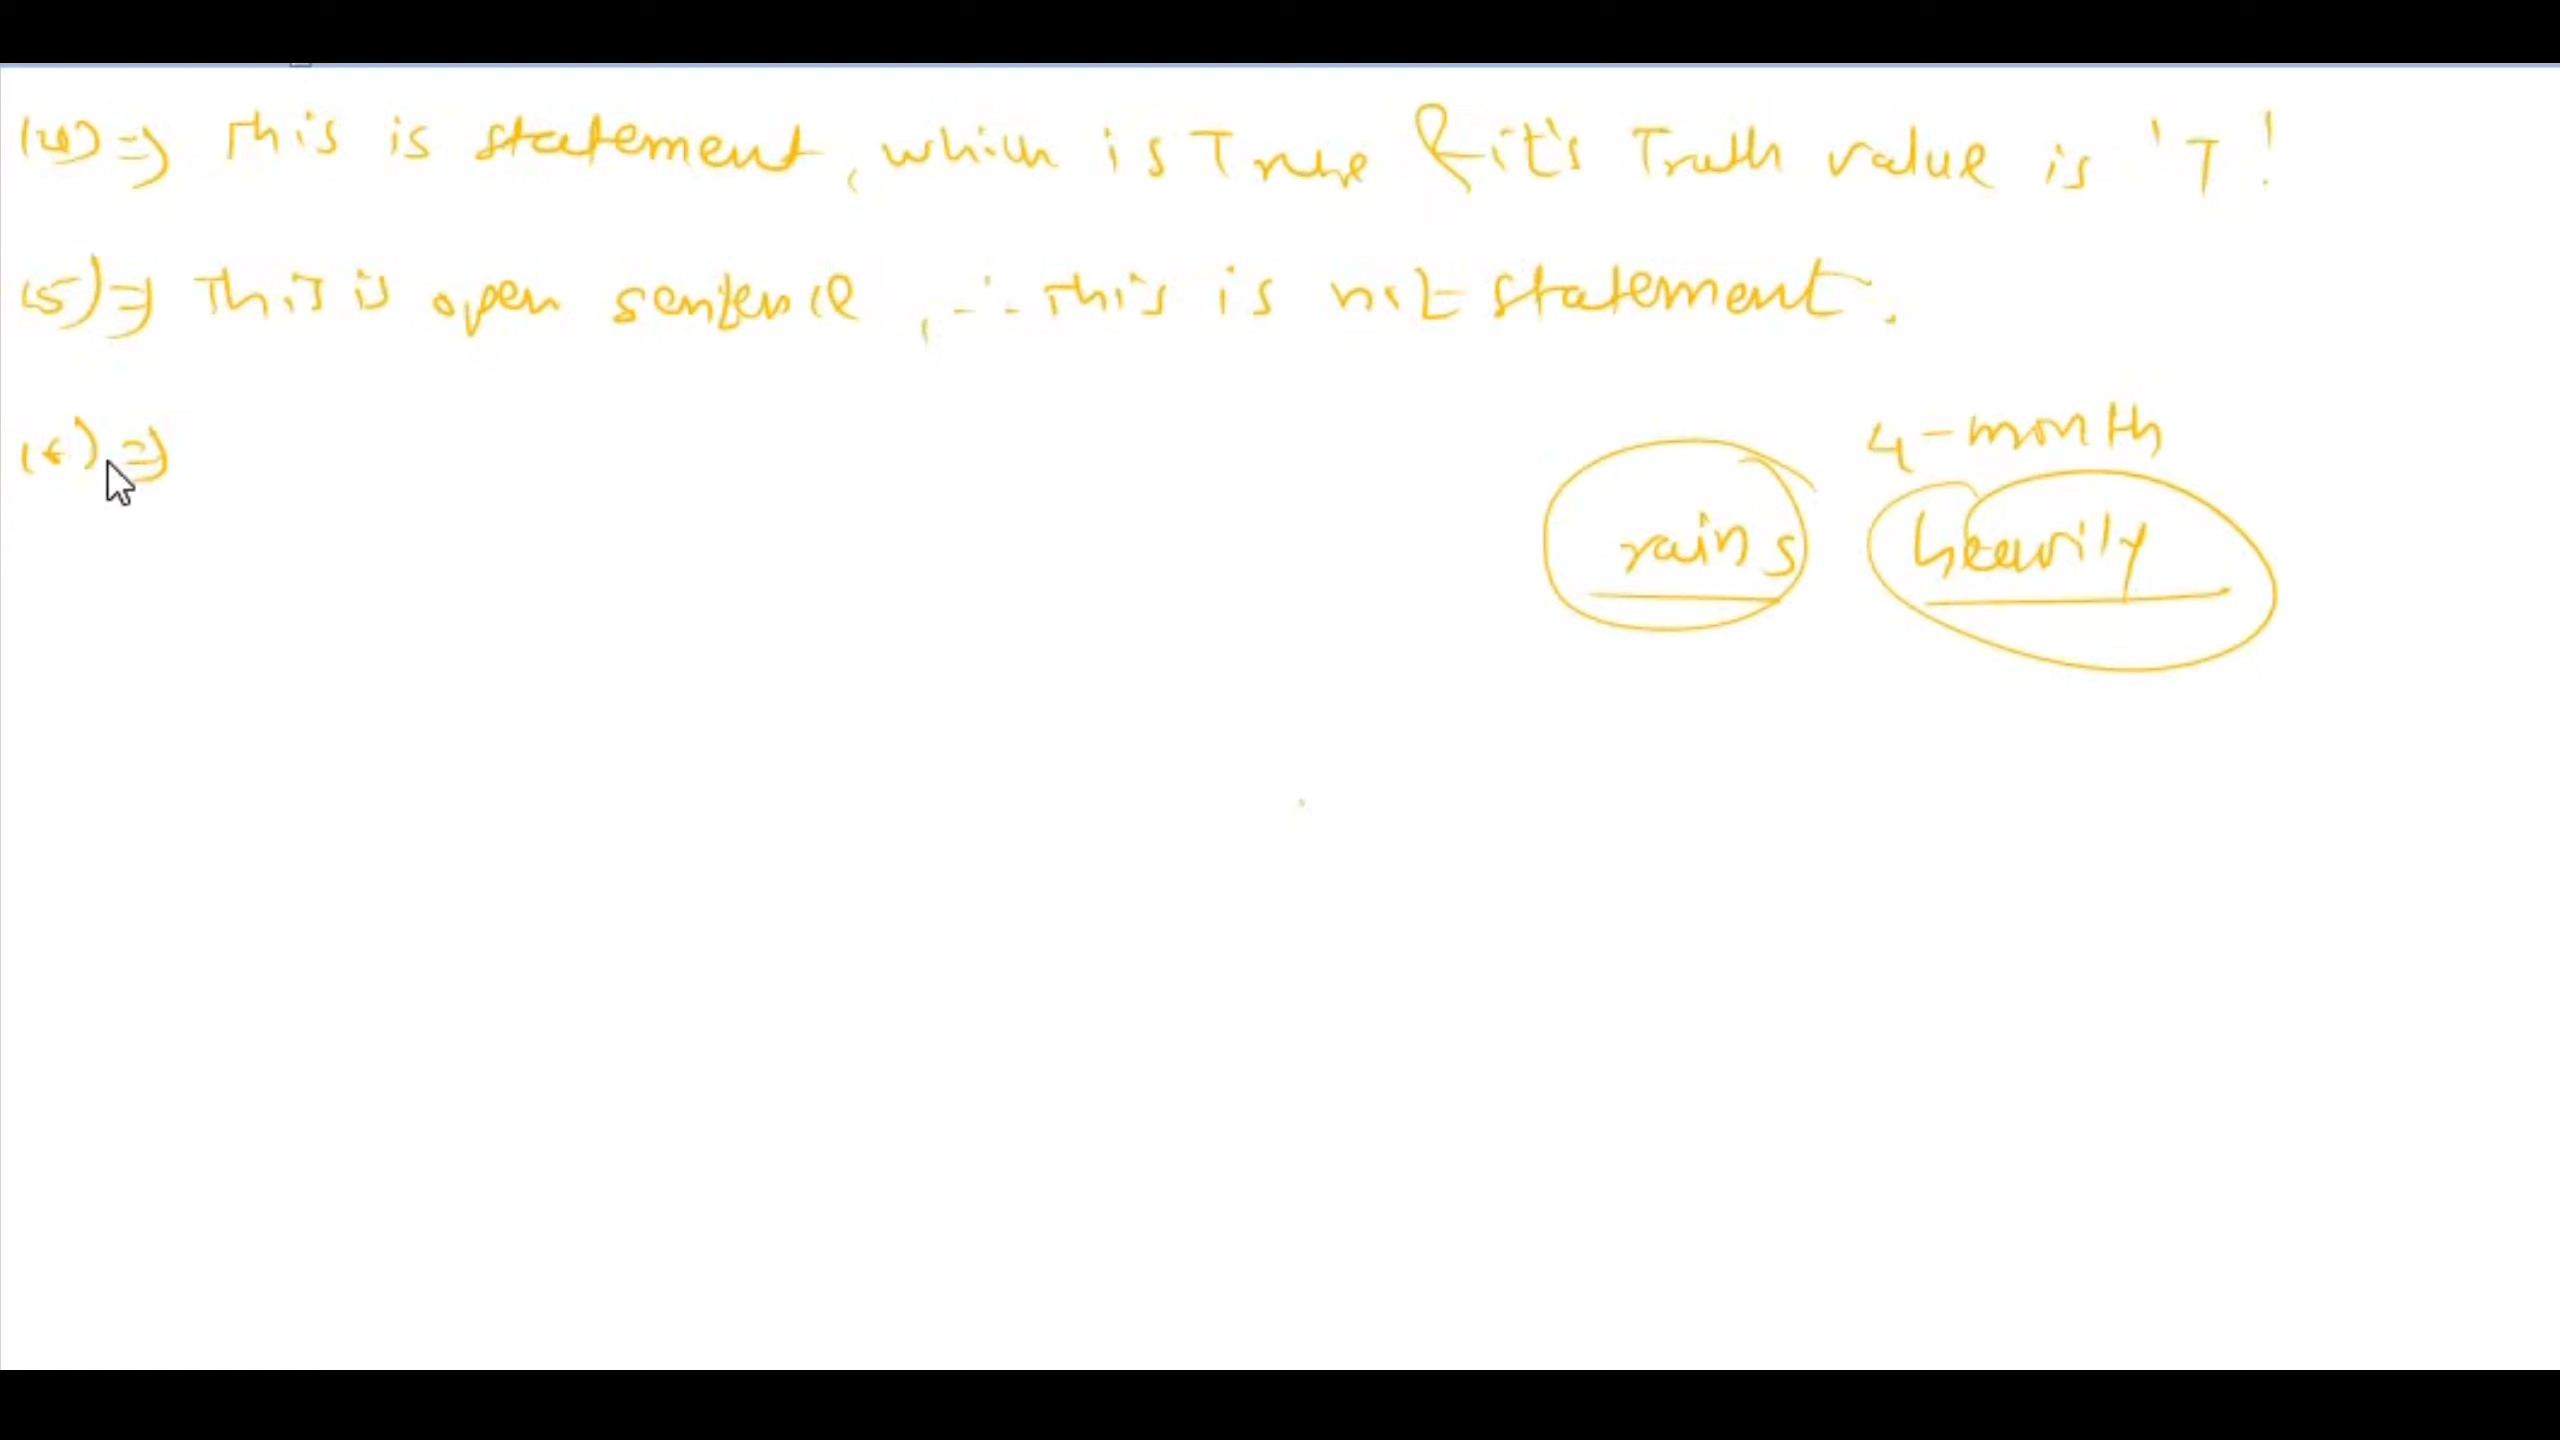 (4) ⇒ This is statement, which is True & it's Truth value is 'T'.
(5) ⇒ This is open sentence, ∴ this is not statement.
(6) ⇒
4-month
rains heavily